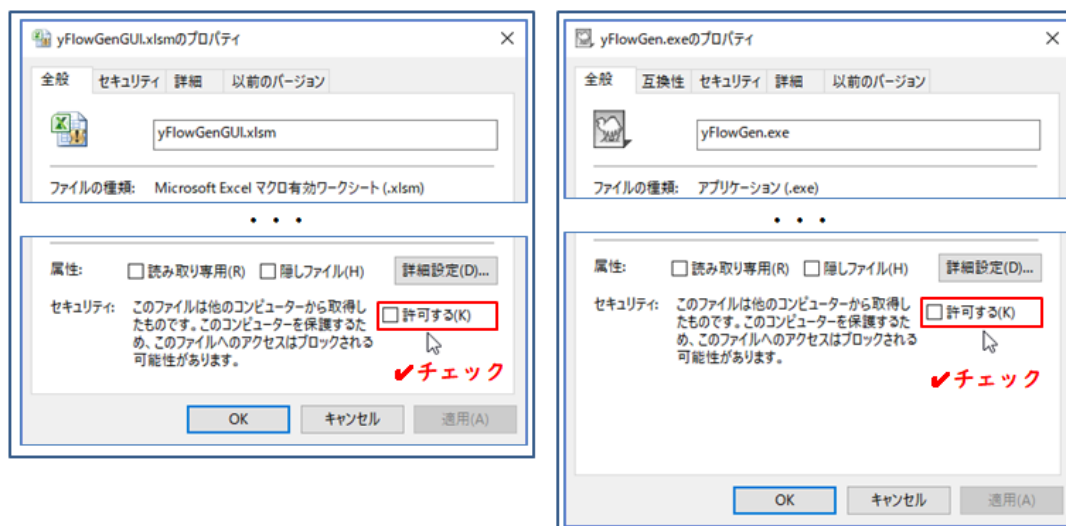 yFlowGenGUI.xlsmのプロパティ
全般 セキュリティ 詳細 以前のバージョン
yFlowGenGUI.xlsm
ファイルの種類: Microsoft Excel マクロ有効ワークシート (.xlsm)
・・・
属性: 読み取り専用(R) 隠しファイル(H) 詳細設定(D)...
セキュリティ: このファイルは他のコンピューターから取得し
たものです。このコンピューターを保護するた
め、このファイルへのアクセスはブロックされる
可能性があります。
許可する(K)
✔チェック
OK キャンセル 適用(A)
yFlowGen.exeのプロパティ
全般 互換性 セキュリティ 詳細 以前のバージョン
yFlowGen.exe
ファイルの種類: アプリケーション (.exe)
・・・
属性: 読み取り専用(R) 隠しファイル(H) 詳細設定(D)...
セキュリティ: このファイルは他のコンピューターから取得し
たものです。このコンピューターを保護するた
め、このファイルへのアクセスはブロックされる
可能性があります。
許可する(K)
✔チェック
OK キャンセル 適用(A)